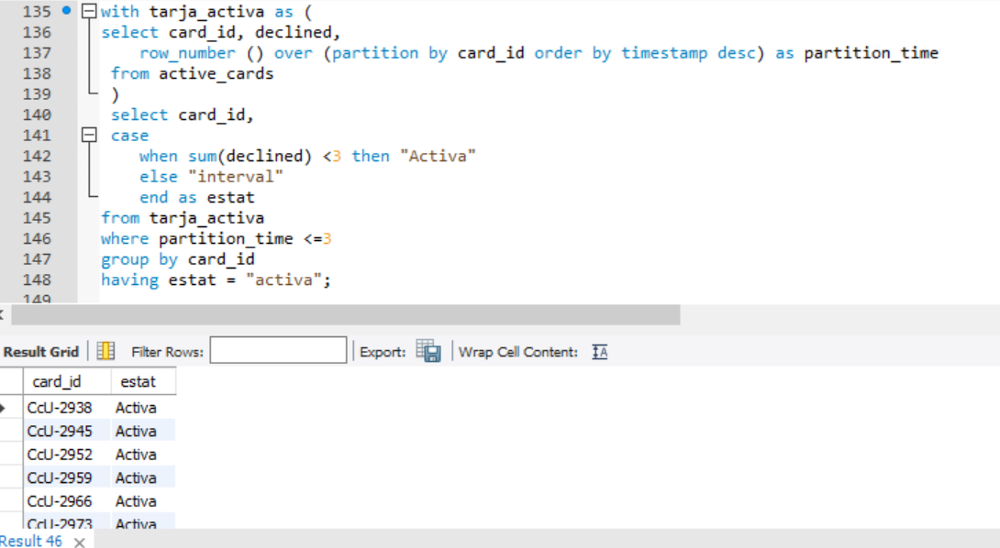 135 with tarja_activa as (
136 select card_id, declined,
137 row_number () over (partition by card_id order by timestamp desc) as partition_time
138 from active_cards
139 )
140 select card_id,
141 case
142 when sum(declined) <3 then "Activa"
143 else "interval"
144 end as estat
145 from tarja_activa
146 where partition_time <=3
147 group by card_id
148 having estat = "activa";
149
Result Grid Filter Rows: Export: Wrap Cell Content: IA
card_id estat
CcU-2938 Activa
CcU-2945 Activa
CcU-2952 Activa
CcU-2959 Activa
CcU-2966 Activa
CcU-2973 Activa
Result 46 ×